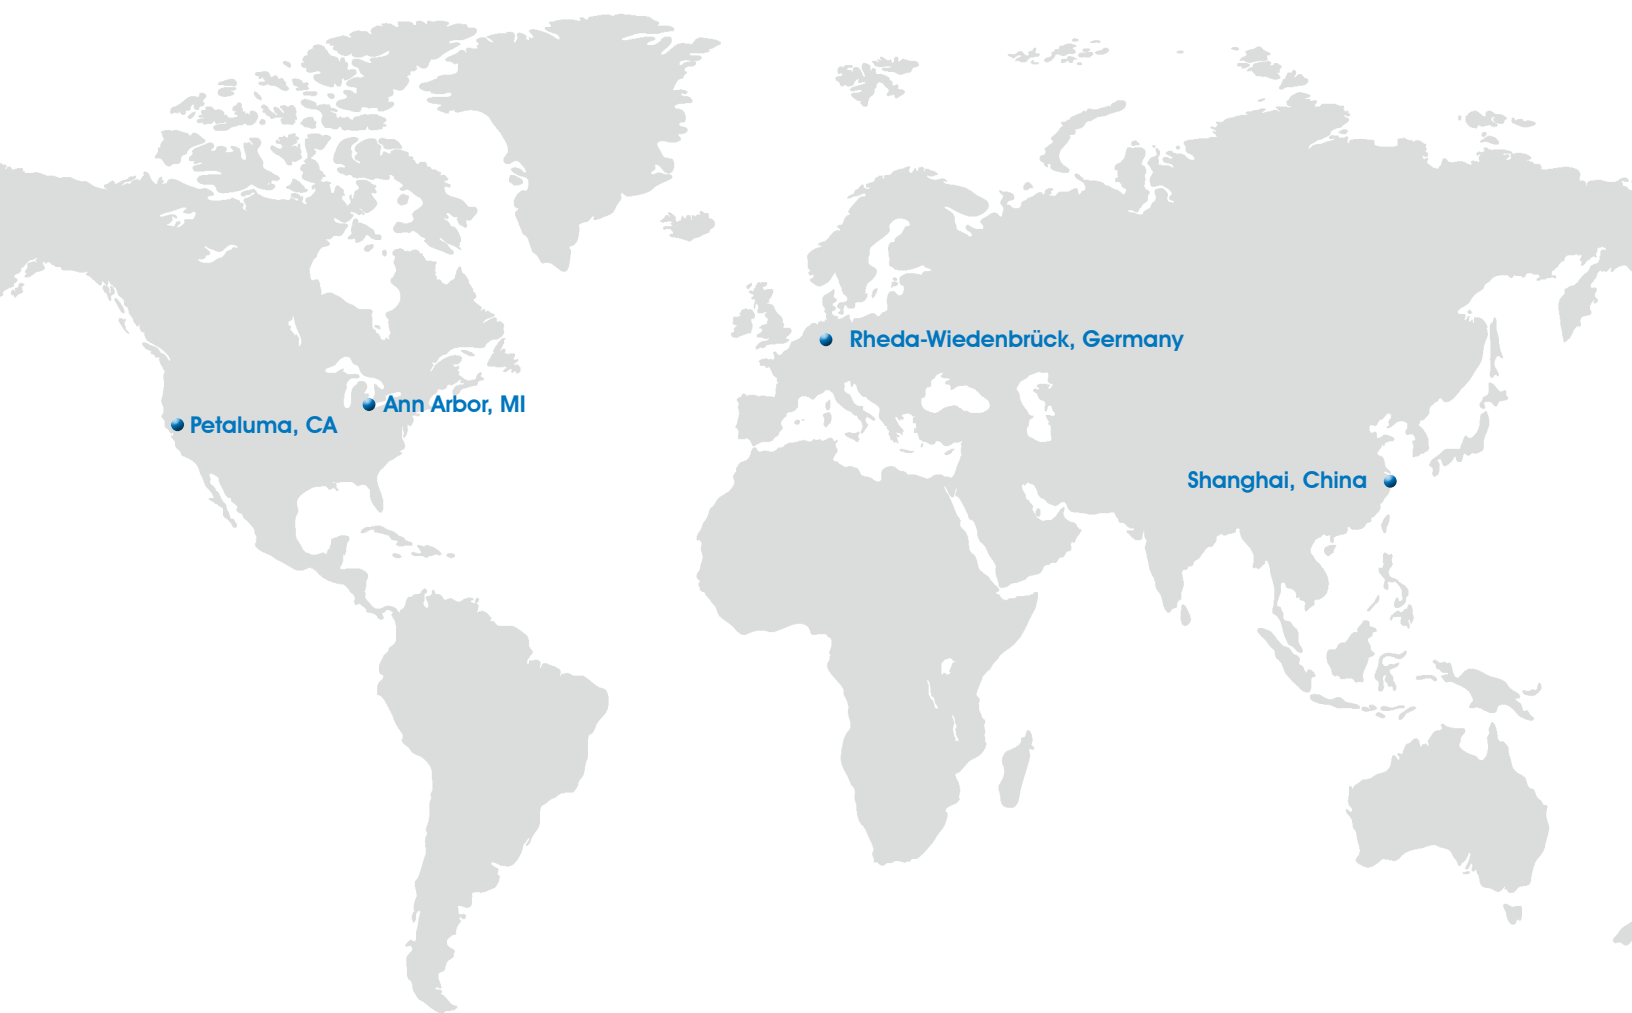 Rheda-Wiedenbrück, Germany
Ann Arbor, MI
Petaluma, CA
Shanghai, China